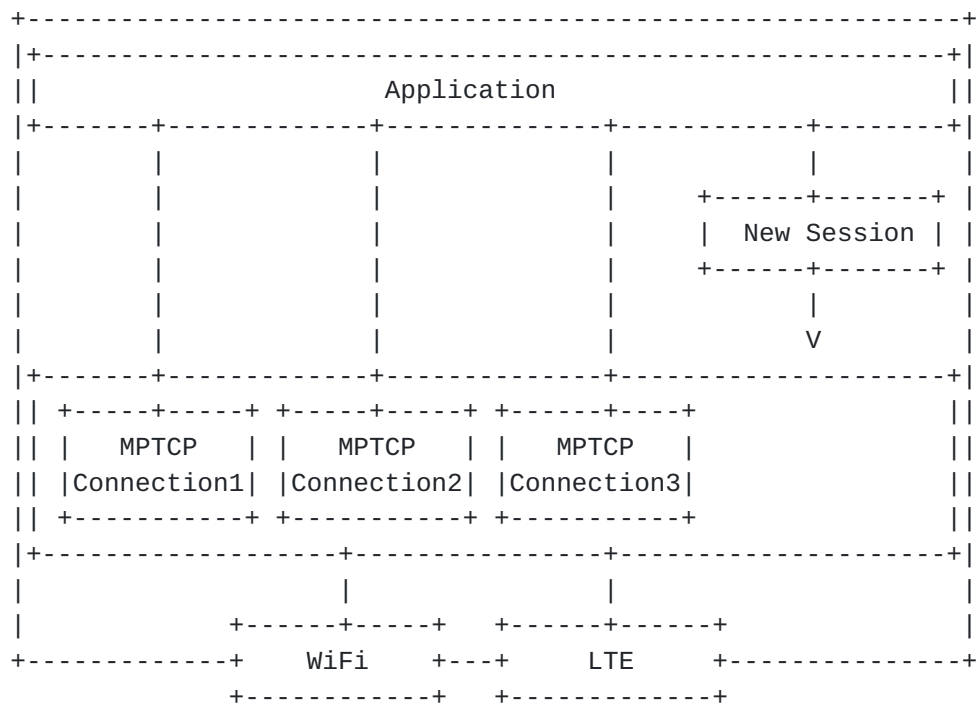 Application
New Session
V
MPTCP MPTCP MPTCP
Connection1 Connection2 Connection3
WiFi LTE